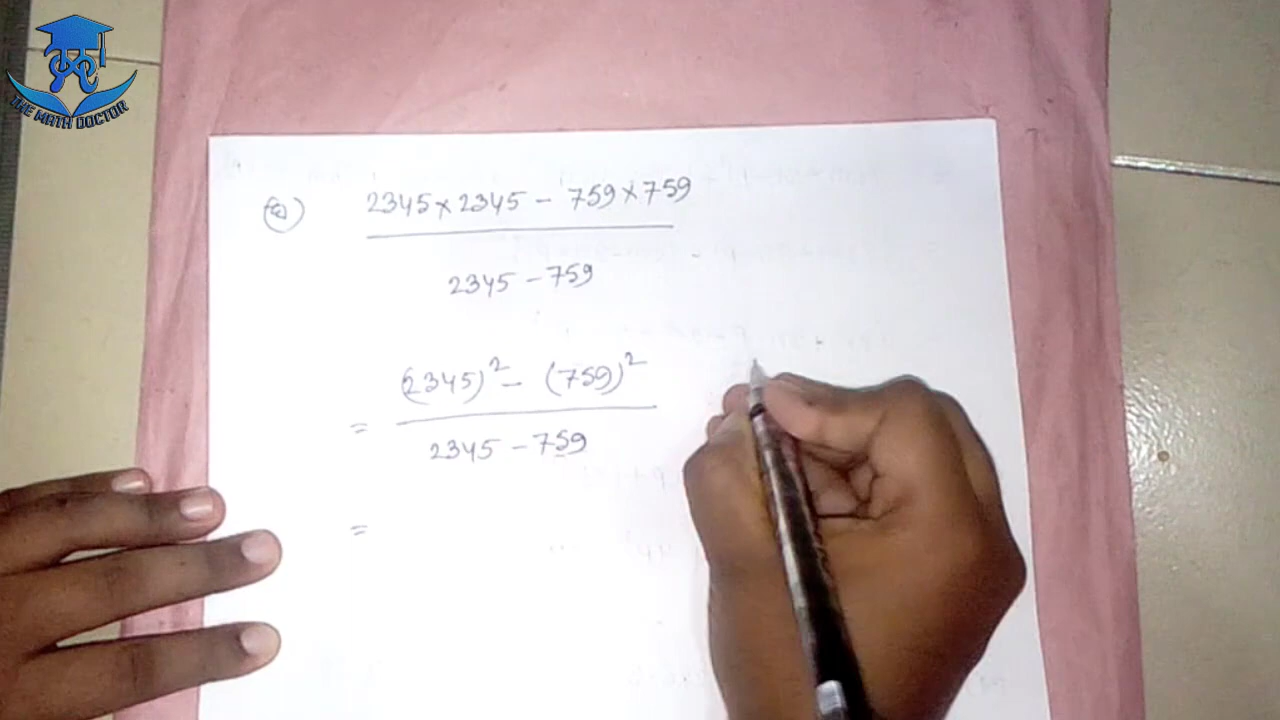 THE MATH DOCTOR
(ঘ) 2345 × 2345 - 759 × 759
2345 - 759
= (2345)² - (759)²
2345 - 759
=